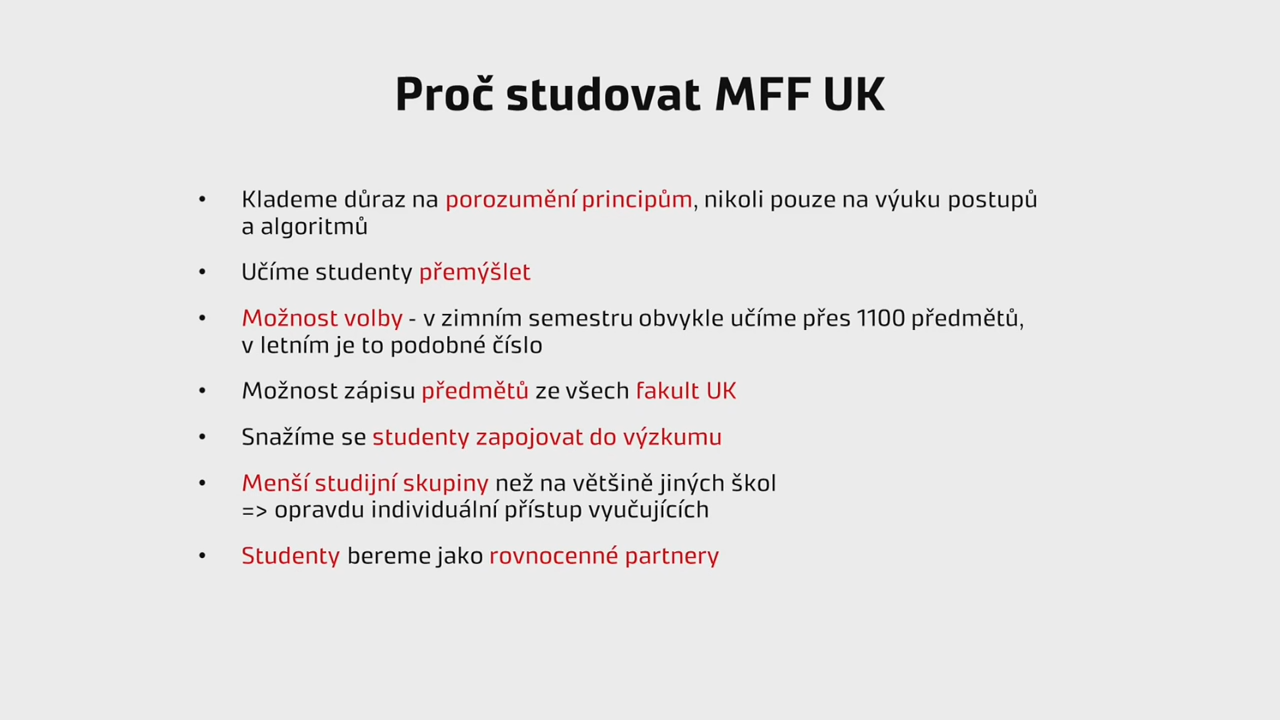 Proč studovat MFF UK
• Klademe důraz na porozumění principům, nikoli pouze na výuku postupů
a algoritmů
• Učíme studenty přemýšlet
• Možnost volby - v zimním semestru obvykle učíme přes 1100 předmětů,
v letním je to podobné číslo
• Možnost zápisu předmětů ze všech fakult UK
• Snažíme se studenty zapojovat do výzkumu
• Menší studijní skupiny než na většině jiných škol
=> opravdu individuální přístup vyučujících
• Studenty bereme jako rovnocenné partnery